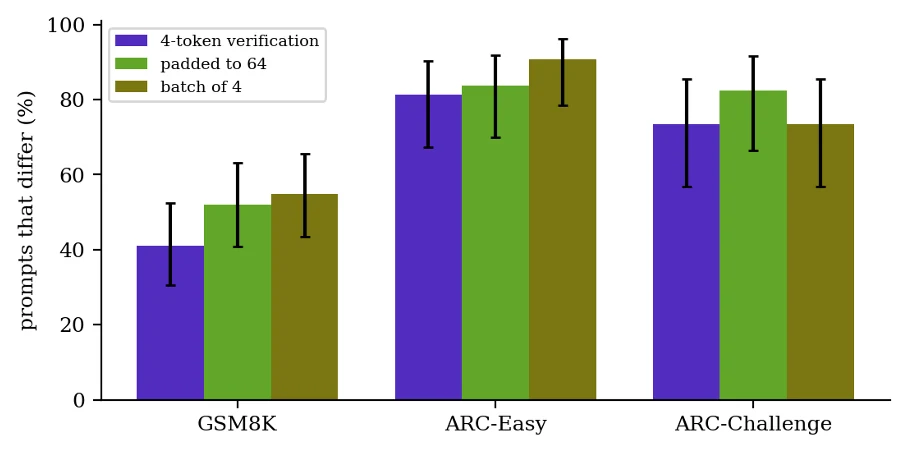 100
80
60
40
20
0
prompts that differ (%)
4-token verification
padded to 64
batch of 4
GSM8K
ARC-Easy
ARC-Challenge